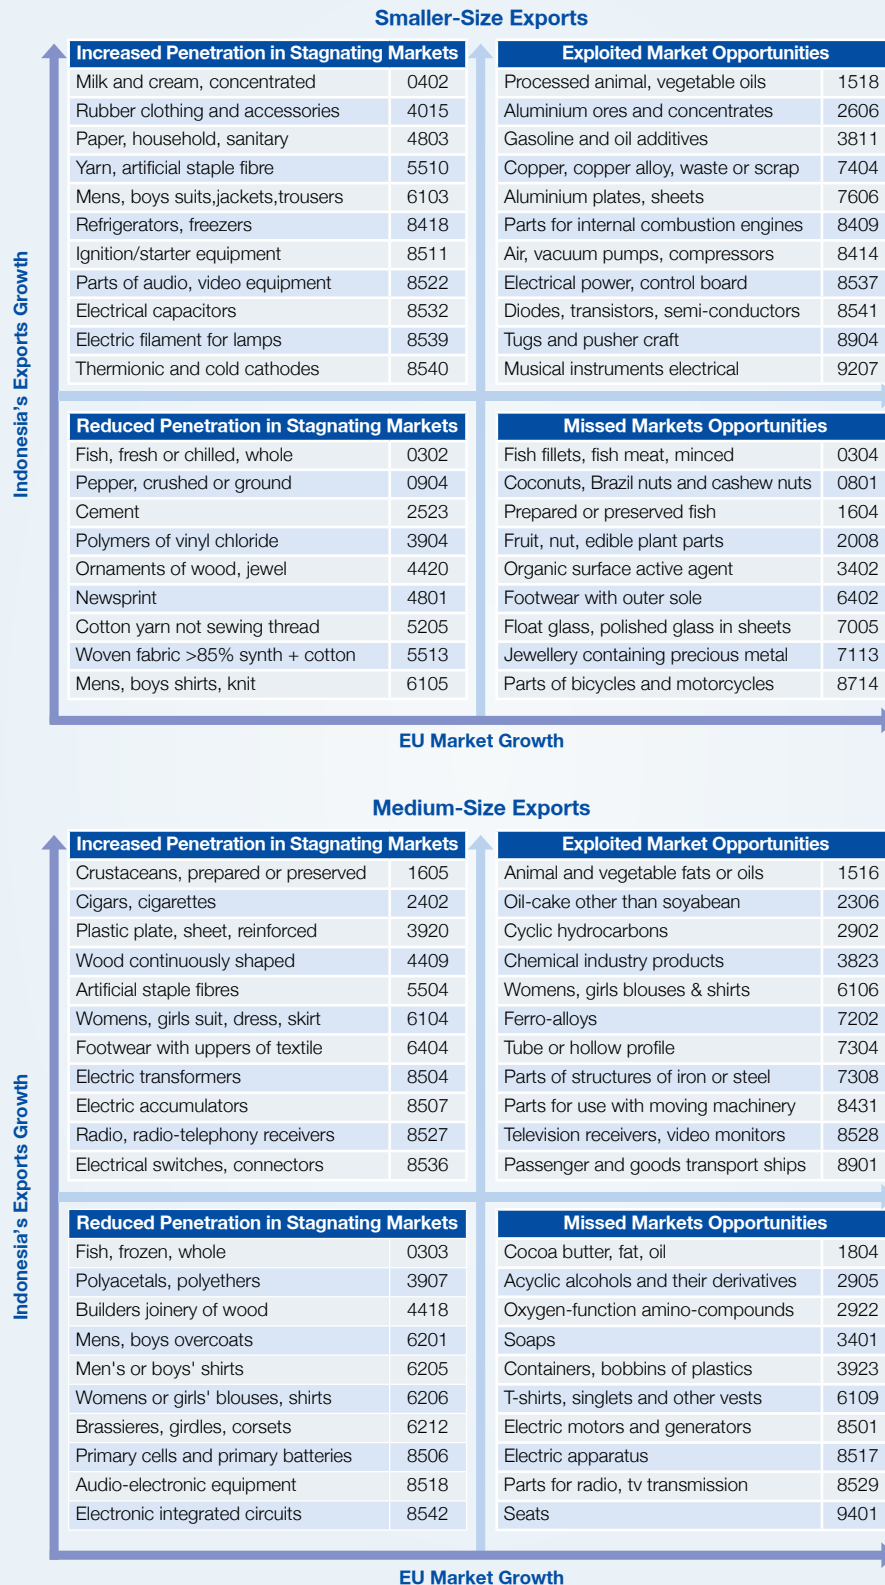 Smaller-Size Exports
Indonesia's Exports Growth
Increased Penetration in Stagnating Markets
Milk and cream, concentrated 0402
Rubber clothing and accessories 4015
Paper, household, sanitary 4803
Yarn, artificial staple fibre 5510
Mens, boys suits,jackets,trousers 6103
Refrigerators, freezers 8418
Ignition/starter equipment 8511
Parts of audio, video equipment 8522
Electrical capacitors 8532
Electric filament for lamps 8539
Thermionic and cold cathodes 8540
Exploited Market Opportunities
Processed animal, vegetable oils 1518
Aluminium ores and concentrates 2606
Gasoline and oil additives 3811
Copper, copper alloy, waste or scrap 7404
Aluminium plates, sheets 7606
Parts for internal combustion engines 8409
Air, vacuum pumps, compressors 8414
Electrical power, control board 8537
Diodes, transistors, semi-conductors 8541
Tugs and pusher craft 8904
Musical instruments electrical 9207
Reduced Penetration in Stagnating Markets
Fish, fresh or chilled, whole 0302
Pepper, crushed or ground 0904
Cement 2523
Polymers of vinyl chloride 3904
Ornaments of wood, jewel 4420
Newsprint 4801
Cotton yarn not sewing thread 5205
Woven fabric >85% synth + cotton 5513
Mens, boys shirts, knit 6105
Missed Markets Opportunities
Fish fillets, fish meat, minced 0304
Coconuts, Brazil nuts and cashew nuts 0801
Prepared or preserved fish 1604
Fruit, nut, edible plant parts 2008
Organic surface active agent 3402
Footwear with outer sole 6402
Float glass, polished glass in sheets 7005
Jewellery containing precious metal 7113
Parts of bicycles and motorcycles 8714
EU Market Growth
Medium-Size Exports
Indonesia's Exports Growth
Increased Penetration in Stagnating Markets
Crustaceans, prepared or preserved 1605
Cigars, cigarettes 2402
Plastic plate, sheet, reinforced 3920
Wood continuously shaped 4409
Artificial staple fibres 5504
Womens, girls suit, dress, skirt 6104
Footwear with uppers of textile 6404
Electric transformers 8504
Electric accumulators 8507
Radio, radio-telephony receivers 8527
Electrical switches, connectors 8536
Exploited Market Opportunities
Animal and vegetable fats or oils 1516
Oil-cake other than soyabean 2306
Cyclic hydrocarbons 2902
Chemical industry products 3823
Womens, girls blouses & shirts 6106
Ferro-alloys 7202
Tube or hollow profile 7304
Parts of structures of iron or steel 7308
Parts for use with moving machinery 8431
Television receivers, video monitors 8528
Passenger and goods transport ships 8901
Reduced Penetration in Stagnating Markets
Fish, frozen, whole 0303
Polyacetals, polyethers 3907
Builders joinery of wood 4418
Mens, boys overcoats 6201
Men's or boys' shirts 6205
Womens or girls' blouses, shirts 6206
Brassieres, girdles, corsets 6212
Primary cells and primary batteries 8506
Audio-electronic equipment 8518
Electronic integrated circuits 8542
Missed Markets Opportunities
Cocoa butter, fat, oil 1804
Acyclic alcohols and their derivatives 2905
Oxygen-function amino-compounds 2922
Soaps 3401
Containers, bobbins of plastics 3923
T-shirts, singlets and other vests 6109
Electric motors and generators 8501
Electric apparatus 8517
Parts for radio, tv transmission 8529
Seats 9401
EU Market Growth